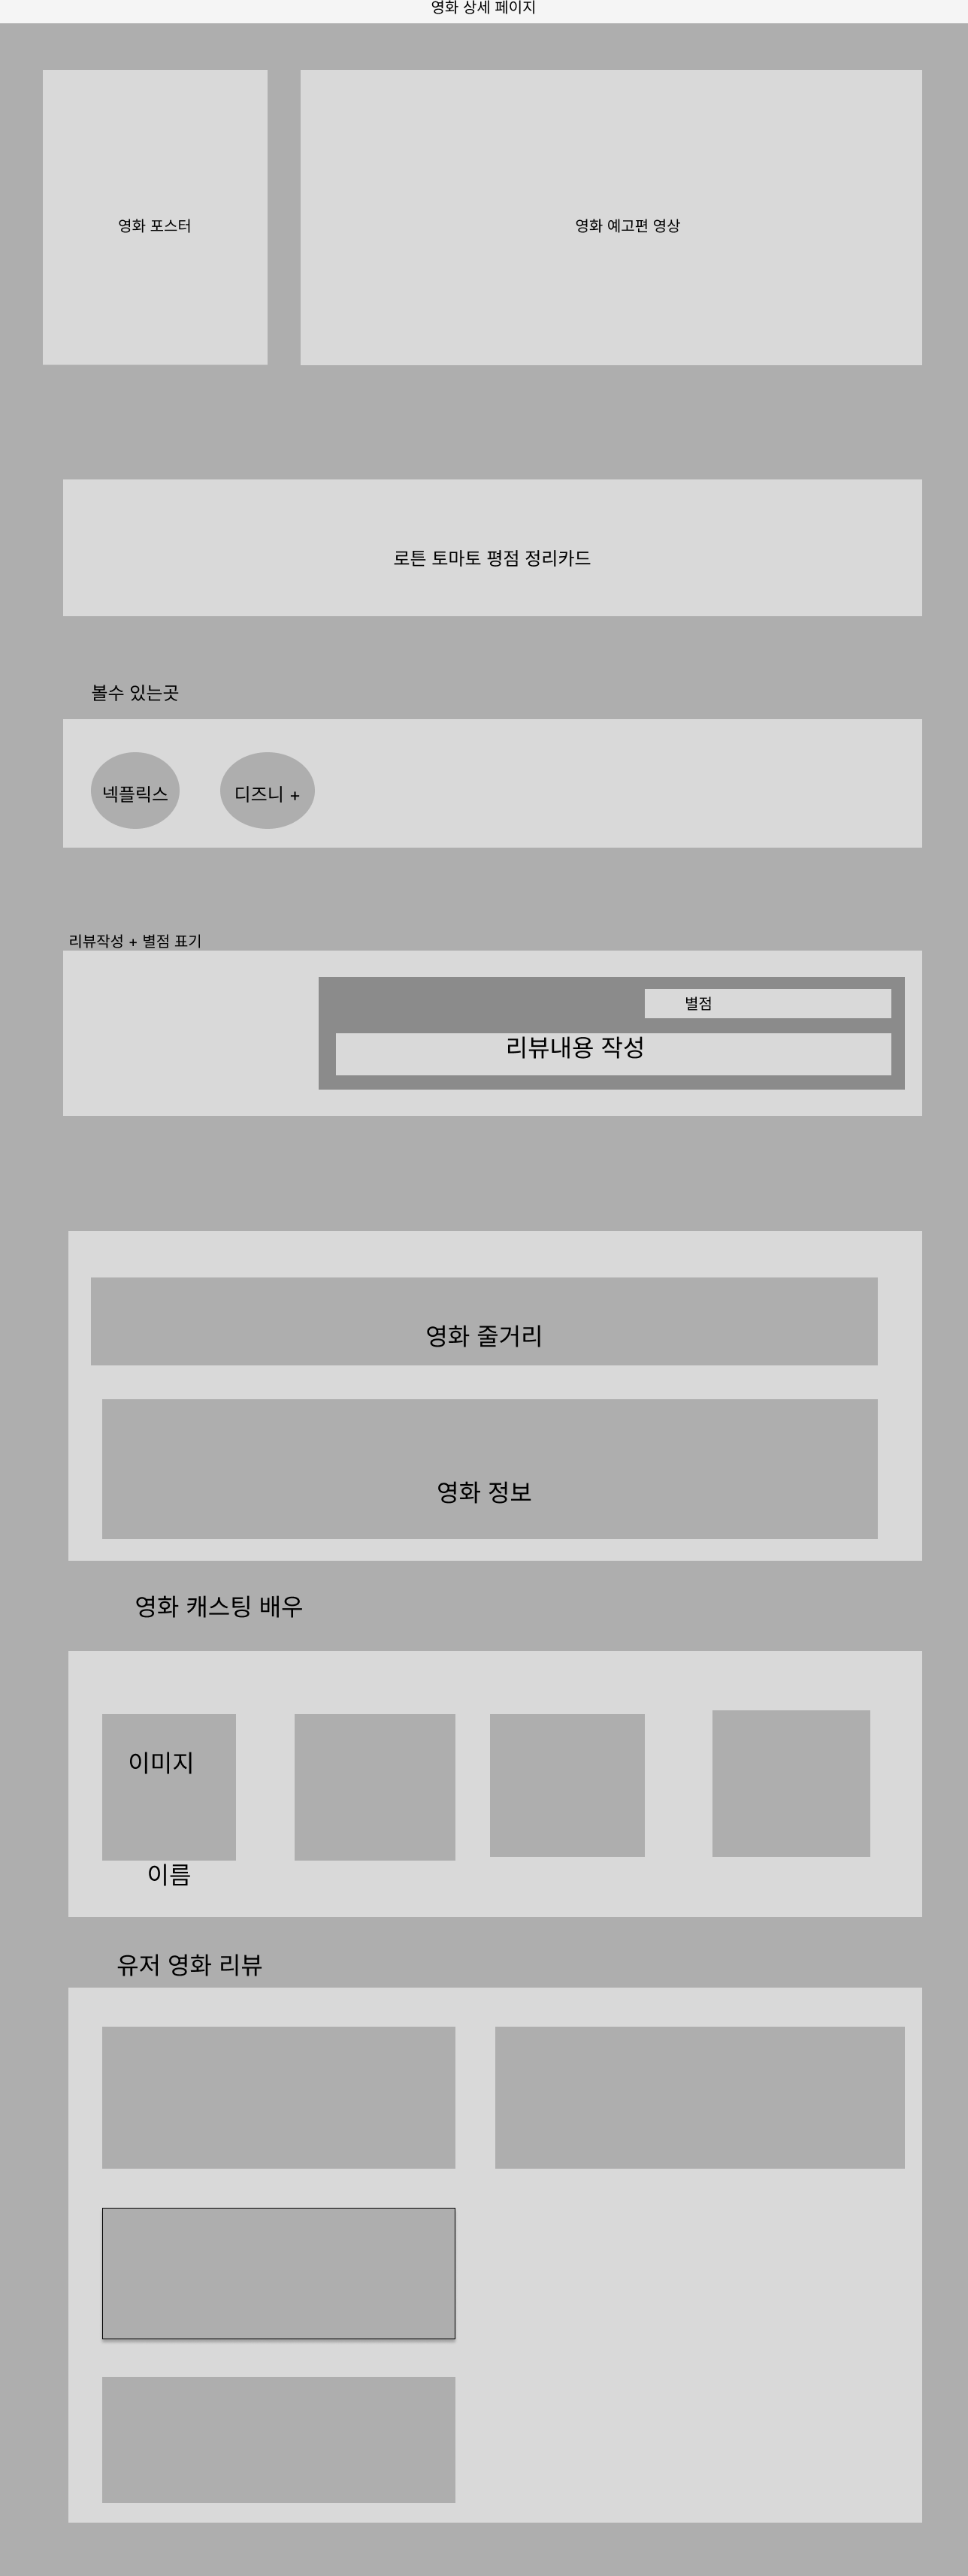 영화 상세 페이지
영화 포스터
영화 예고편 영상
로튼 토마토 평점 정리카드
볼수 있는곳
넥플릭스
디즈니 +
리뷰작성 + 별점 표기
별점
리뷰내용 작성
영화 줄거리
영화 정보
영화 캐스팅 배우
이미지
이름
유저 영화 리뷰